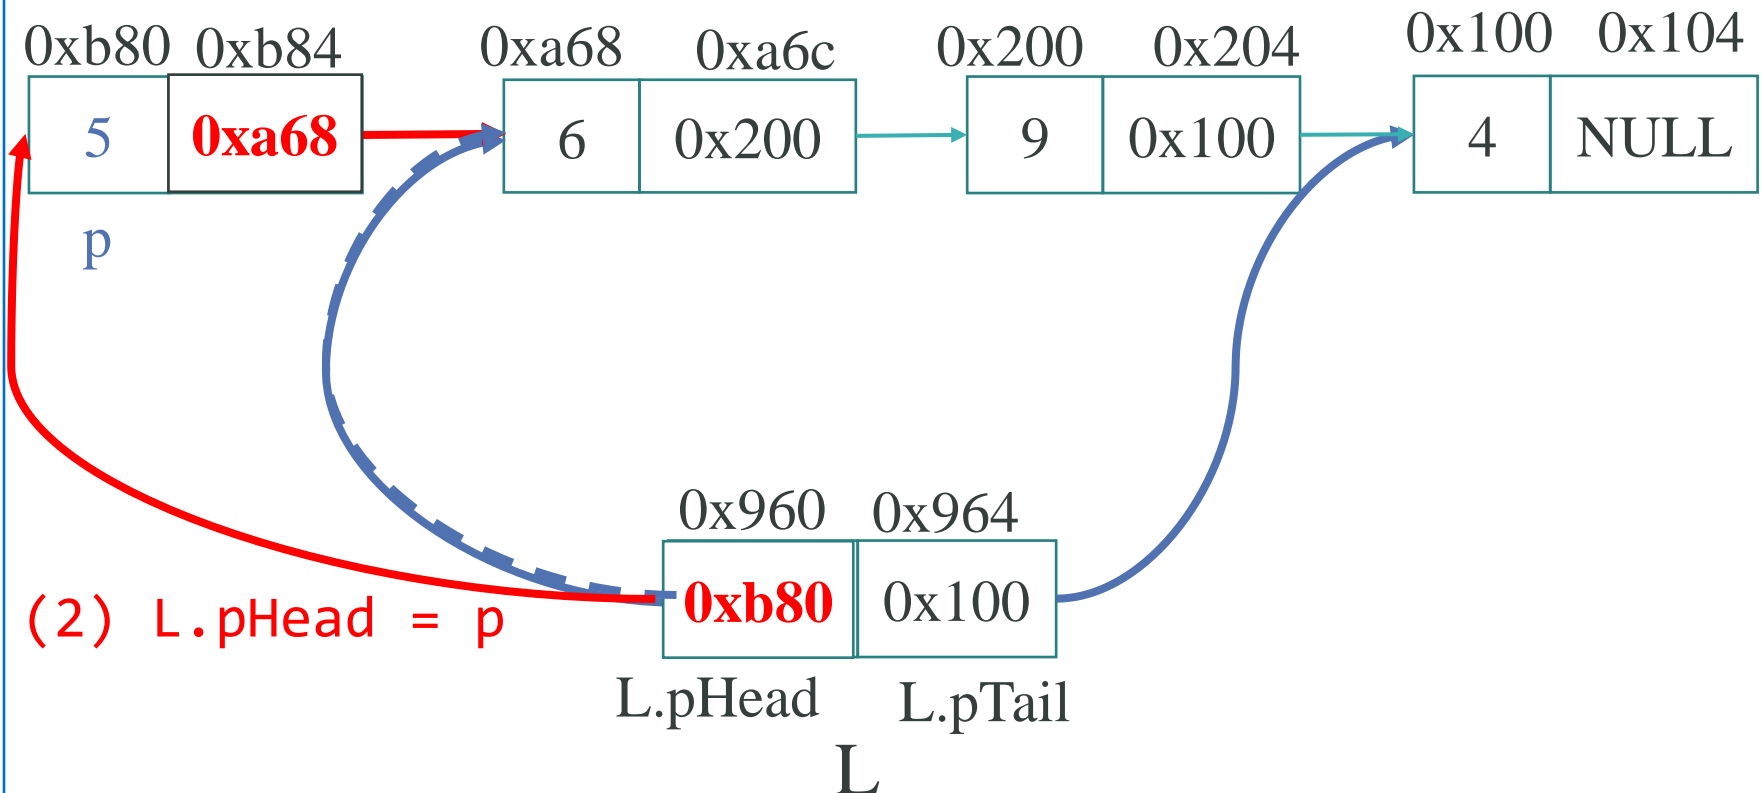 0xb80 0xb84 0xa68 0xa6c 0x200 0x204 0x100 0x104
5 0xa68 6 0x200 9 0x100 4 NULL
p
0x960 0x964
0xb80 0x100
(2) L.pHead = p
L.pHead L.pTail
L